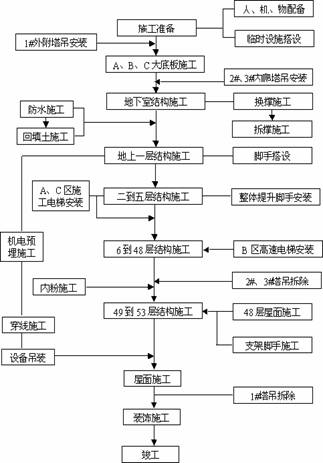 人、机、物配备
施工准备
临时设施搭设
1#外附塔吊安装
A、B、C大底板施工
2#、3#内爬塔吊安装
防水施工
地下室结构施工
换撑施工
回填土施工
拆撑施工
地上一层结构施工
脚手搭设
A、C区施
工电梯安装
二到五层结构施工
整体提升脚手安装
机电预
埋施工
6到48层结构施工
B区高速电梯安装
2#、3#塔吊拆除
内粉施工
49到53层结构施工
48层屋面施工
穿线施工
支架脚手施工
设备吊装
屋面施工
1#塔吊拆除
装饰施工
竣工